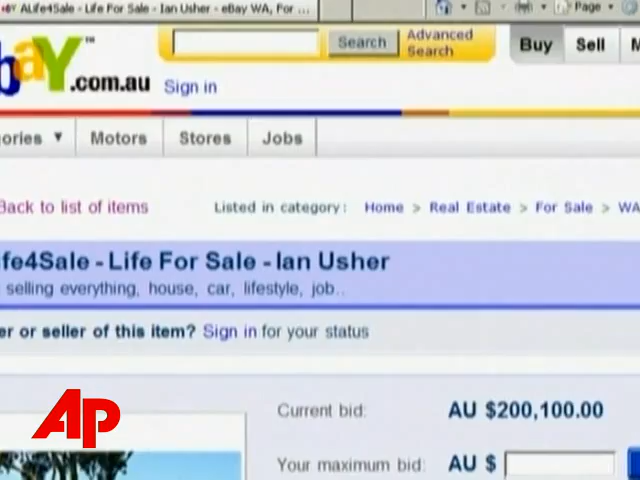 ALife4Sale - Life For Sale - Ian Usher - eBay WA, For ...
Page
ebaY™.com.au
Sign in
Search
Advanced Search
Buy
Sell
M
ories
Motors
Stores
Jobs
Back to list of items
Listed in category:
Home > Real Estate > For Sale > WA
ife4Sale - Life For Sale - Ian Usher
selling everything, house, car, lifestyle, job..
er or seller of this item? Sign in for your status
Current bid:
AU $200,100.00
Your maximum bid:
AU $
AP